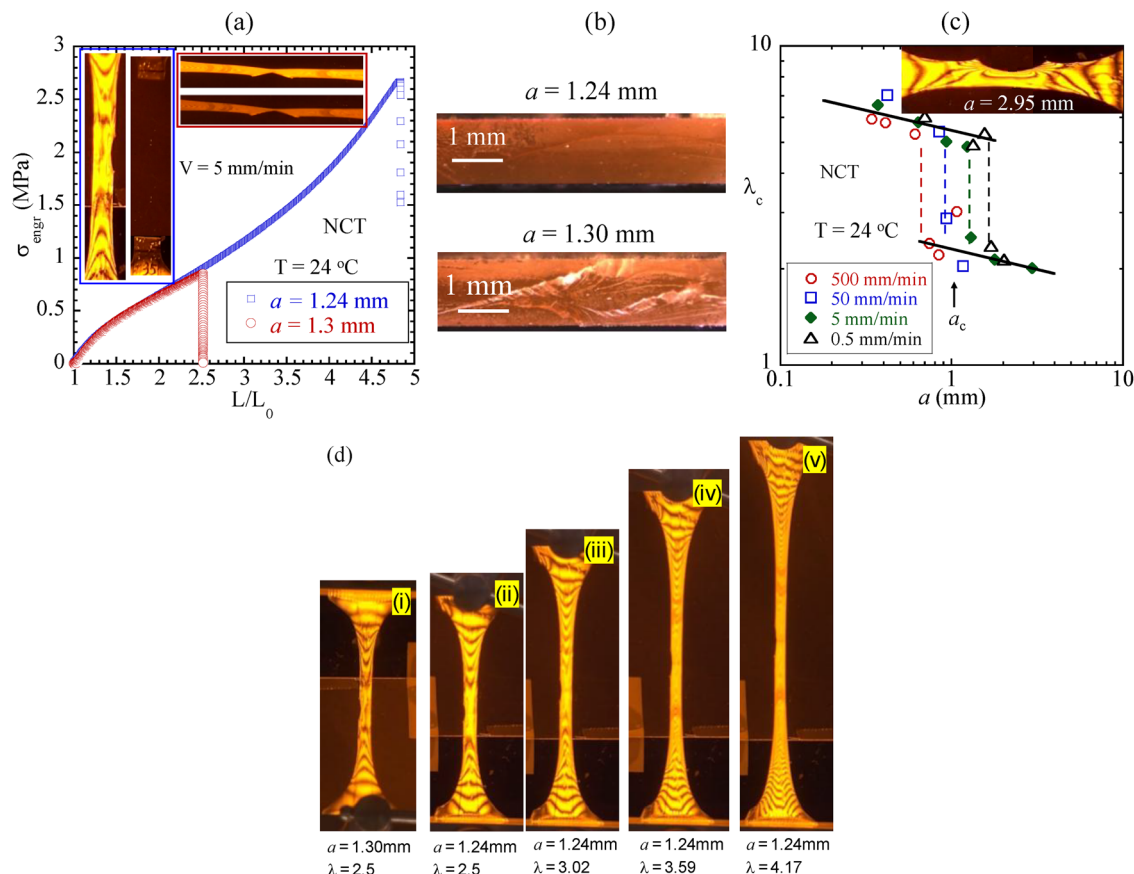 (a)
3
2.5
2
1.5
1
0.5
0
σengr (MPa)
V = 5 mm/min
NCT
T = 24 °C
a = 1.24 mm
a = 1.3 mm
1 1.5 2 2.5 3 3.5 4 4.5 5
L/L0
(b)
a = 1.24 mm
1 mm
a = 1.30 mm
1 mm
(c)
10
a = 2.95 mm
λc
NCT
T = 24 °C
500 mm/min
50 mm/min
5 mm/min
0.5 mm/min
ac
1
0.1 1 10
a (mm)
(d)
(i)
(ii)
(iii)
(iv)
(v)
a = 1.30mm
λ = 2.5
a = 1.24mm
λ = 2.5
a = 1.24mm
λ = 3.02
a = 1.24mm
λ = 3.59
a = 1.24mm
λ = 4.17